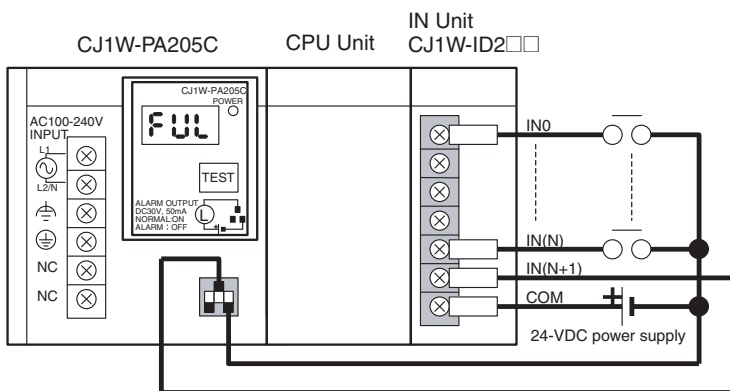 IN Unit
CJ1W-PA205C
CPU Unit
CJ1W-ID2□□
CJ1W-PA205C
POWER
AC100-240V
INPUT
L1
L2/N
NC
NC
FUL
TEST
ALARM OUTPUT
DC30V, 50mA
NORMAL:ON
ALARM : OFF
L
+
IN0
IN(N)
IN(N+1)
COM
+
24-VDC power supply